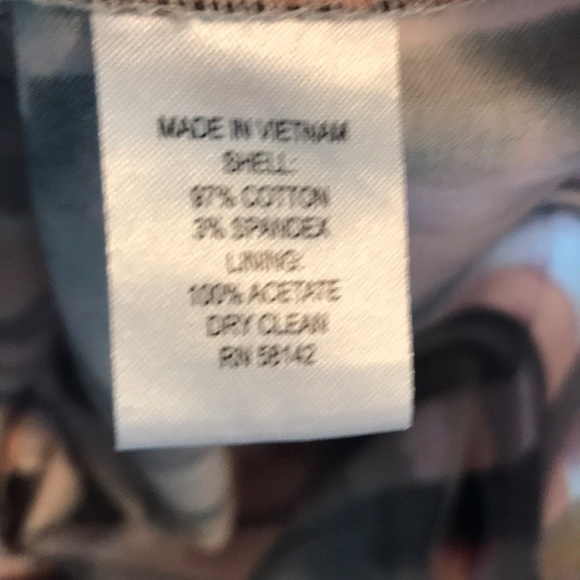 MADE IN VIETNAM
SHELL:
97% COTTON
3% SPANDEX
LINING:
100% ACETATE
DRY CLEAN
RN 58142